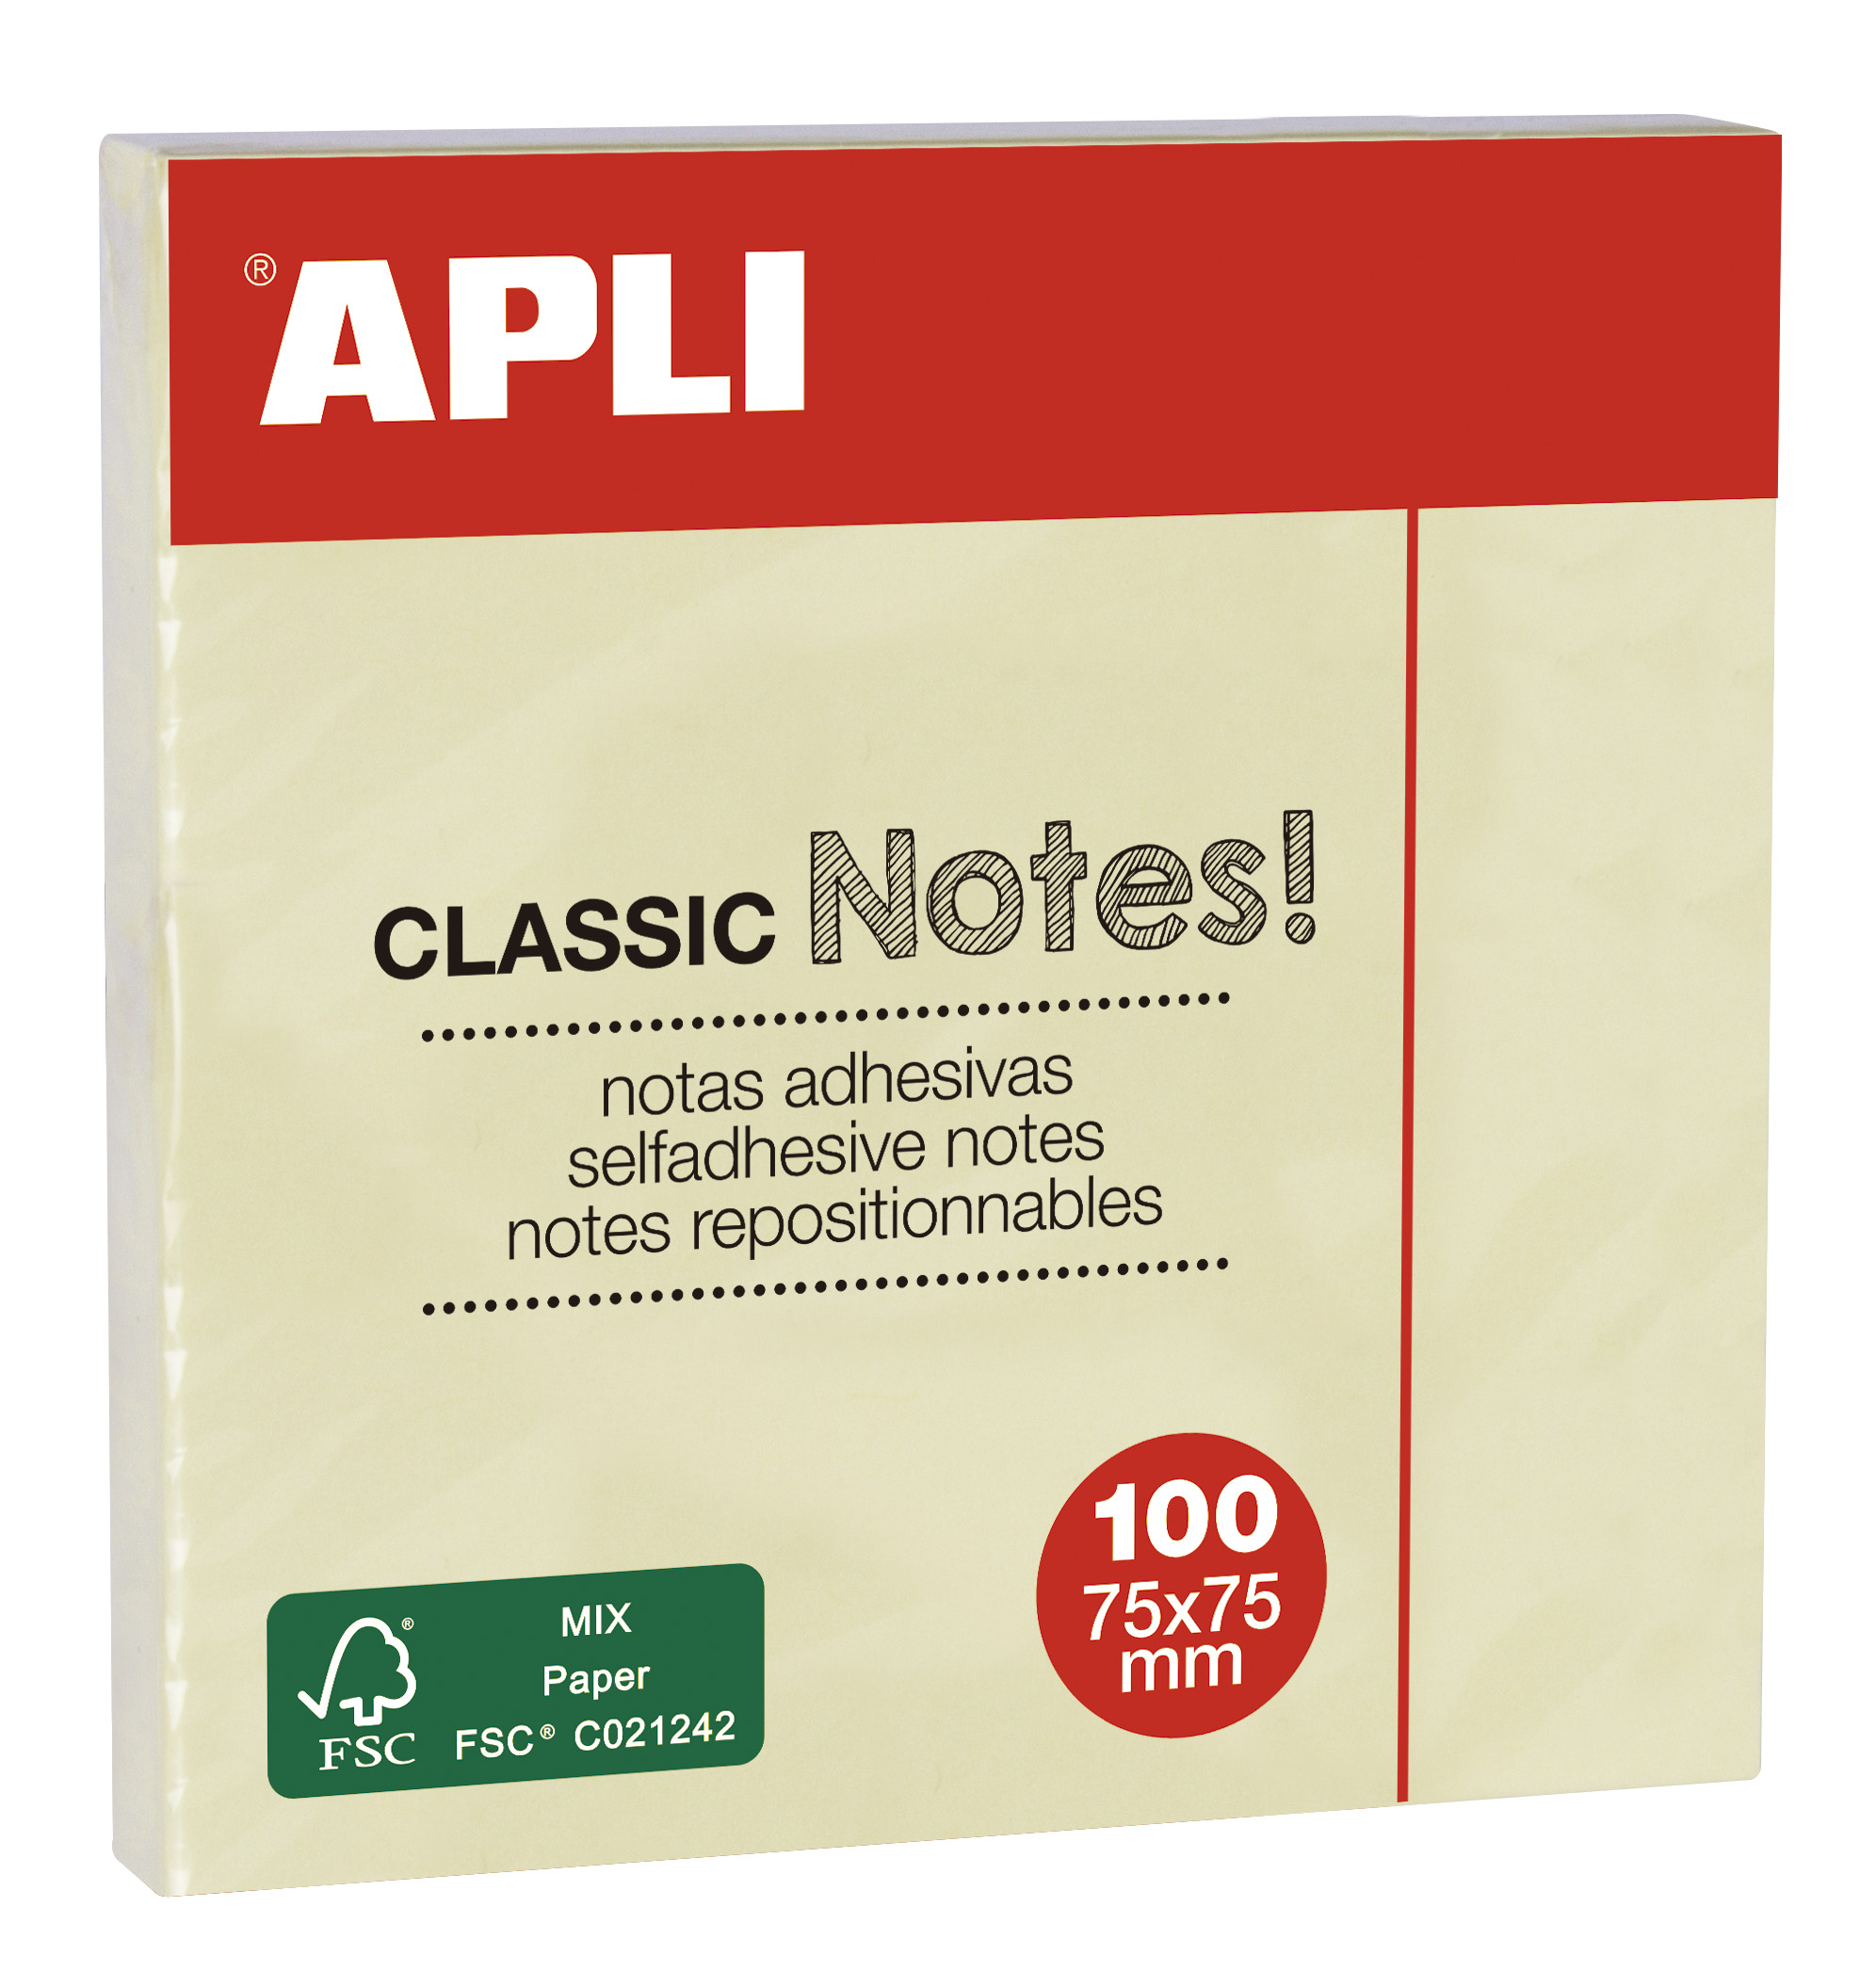 ® APLI
CLASSIC Notes!
notas adhesivas
selfadhesive notes
notes repositionnables
100
75x75
mm
®
FSC
MIX
Paper
FSC® C021242